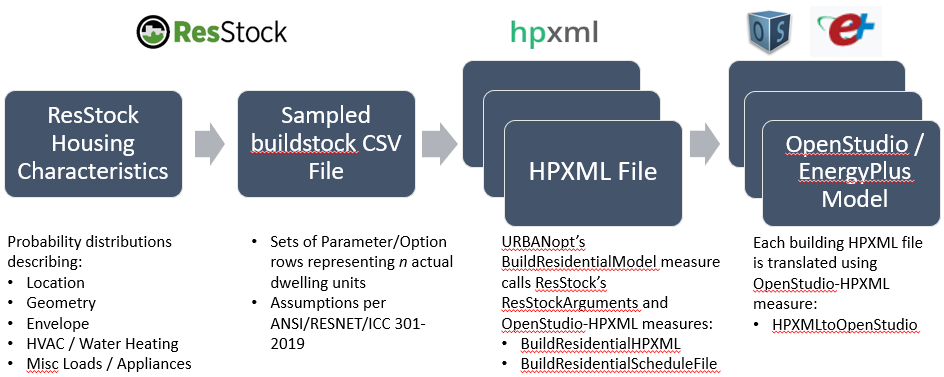 ResStock
hpxml
OS
e+
ResStock
Housing
Characteristics
Sampled
buildstock CSV
File
HPXML File
OpenStudio /
EnergyPlus
Model
Probability distributions
describing:
• Location
• Geometry
• Envelope
• HVAC / Water Heating
• Misc Loads / Appliances
• Sets of Parameter/Option
rows representing n actual
dwelling units
• Assumptions per
ANSI/RESNET/ICC 301-
2019
URBANopt’s
BuildResidentialModel measure
calls ResStock’s
ResStockArguments and
OpenStudio-HPXML measures:
• BuildResidentialHPXML
• BuildResidentialScheduleFile
Each building HPXML file
is translated using
OpenStudio-HPXML
measure:
• HPXMLtoOpenStudio